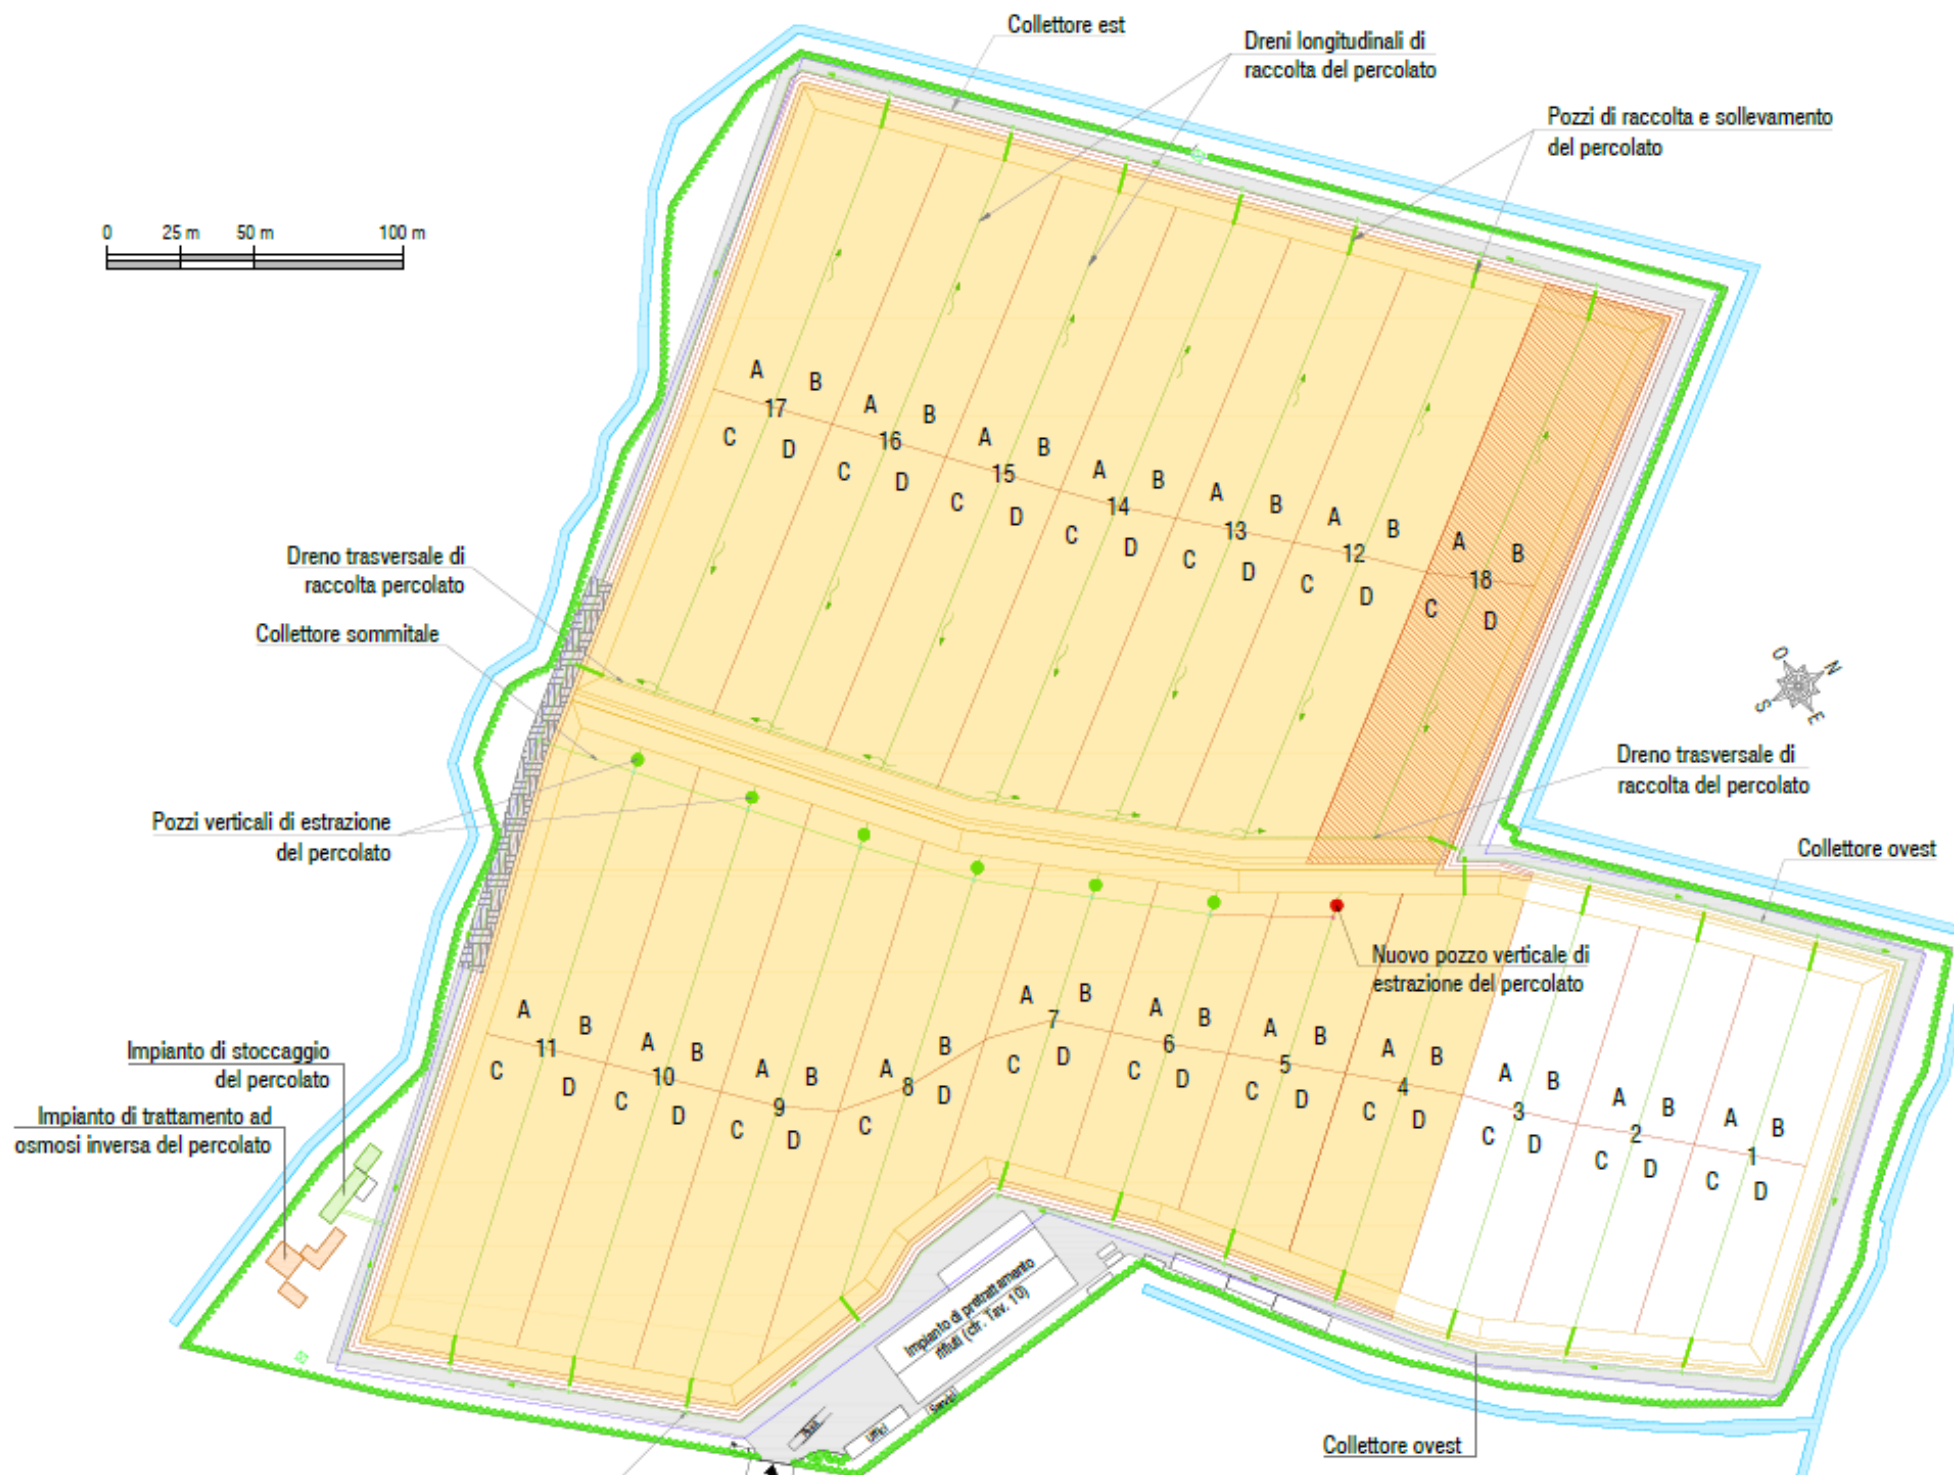 Collettore est
Dreni longitudinali di
raccolta del percolato
Pozzi di raccolta e sollevamento
del percolato
0 25 m 50 m 100 m
A B
17
C D
A B
16
C D
A B
15
C D
A B
14
C D
A B
13
C D
A B
12
C D
A B
18
C D
Dreno trasversale di
raccolta percolato
Collettore sommitale
O N
S E
Dreno trasversale di
raccolta del percolato
Pozzi verticali di estrazione
del percolato
Collettore ovest
Nuovo pozzo verticale di
estrazione del percolato
A B
11
C D
A B
10
C D
A B
9
C D
A B
8
C D
A B
7
C D
A B
6
C D
A B
5
C D
A B
4
C D
A B
3
C D
A B
2
C D
A B
1
C D
Impianto di stoccaggio
del percolato
Impianto di trattamento ad
osmosi inversa del percolato
Impianto di pretrattamento
rifiuti (cfr. Tav. 10)
Servizi
Uffici
Collettore ovest